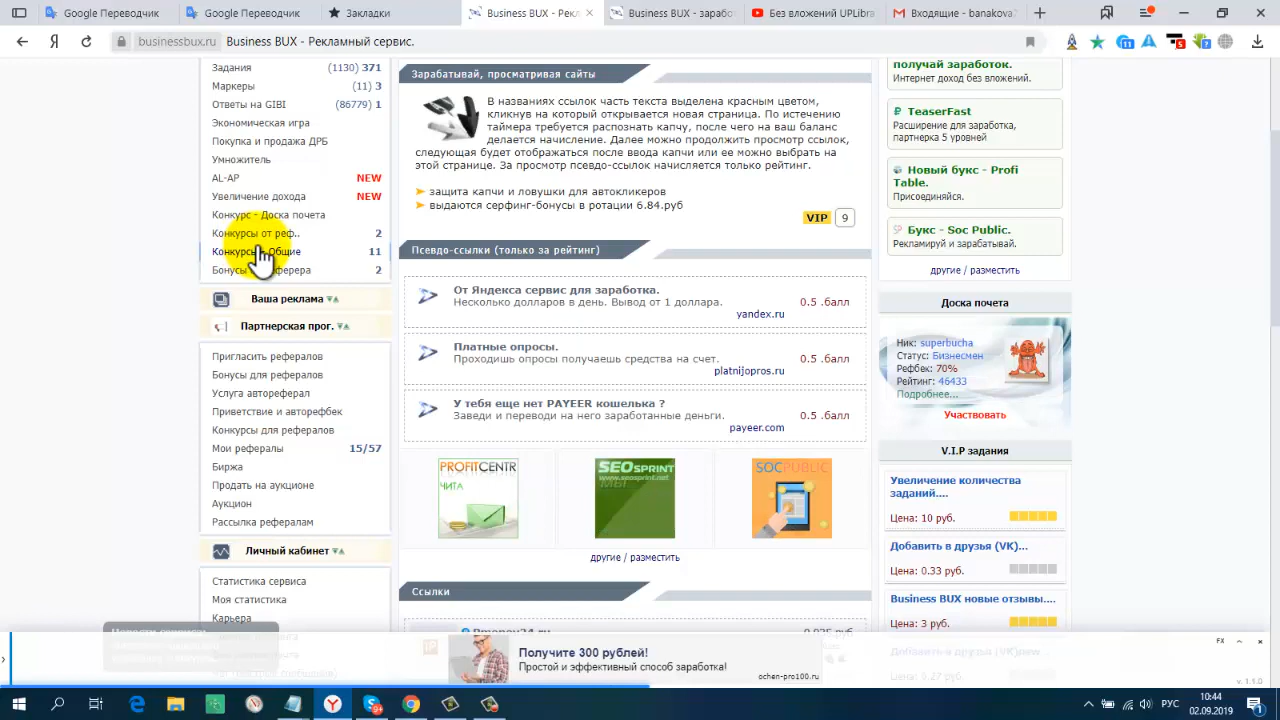 Google Переводчик
Google Переводчик
Закладки
Business BUX - Рекл
Business BUX - зарабо
Без вложений UPLibra
Входящие - banakova
businessbux.ru
Business BUX - Рекламный сервис.
Задания (1130) 371
Маркеры (11) 3
Ответы на GIBI (86779) 1
Экономическая игра
Покупка и продажа ДРБ
Умножитель
AL-AP NEW
Увеличение дохода NEW
Конкурс - Доска почета
Конкурсы от реф.. 2
Конкурсы Общие 11
Бонусы ферера 2
Ваша реклама
Партнерская прог.
Пригласить рефералов
Бонусы для рефералов
Услуга автореферал
Приветствие и авторефбек
Конкурсы для рефералов
Мои рефералы 15/57
Биржа
Продать на аукционе
Аукцион
Рассылка рефералам
Личный кабинет
Статистика сервиса
Моя статистика
Карьера
Зарабатывай, просматривая сайты
В названиях ссылок часть текста выделена красным цветом,
кликнув на который открывается новая страница. По истечению
таймера требуется распознать капчу, после чего на ваш баланс
делается начисление. Далее можно продолжить просмотр ссылок,
следующая будет отображаться после ввода капчи или ее можно выбрать на
этой странице. За просмотр псевдо-ссылок начисляется только рейтинг.
защита капчи и ловушки для автокликеров
выдаются серфинг-бонусы в ротации 6.84.руб
VIP 9
Псевдо-ссылки (только за рейтинг)
От Яндекса сервис для заработка.
Несколько долларов в день. Вывод от 1 доллара. 0.5 .балл
yandex.ru
Платные опросы.
Проходишь опросы получаешь средства на счет. 0.5 .балл
platnijopros.ru
У тебя еще нет PAYEER кошелька ?
Заведи и переводи на него заработанные деньги. 0.5 .балл
payeer.com
PROFITCENTR
ЧИТА
SEOSPRINT
www.seosprint.net
SOCPUBLIC
другие / разместить
Ссылки
получай заработок.
Интернет доход без вложений.
TeaserFast
Расширение для заработка,
партнерка 5 уровней
Новый букс - Profi
Table.
Присоединяйся.
Букс - Soc Public.
Рекламируй и зарабатывай.
другие / разместить
Доска почета
Ник: superbucha
Статус: Бизнесмен
Рефбек: 70%
Рейтинг: 46433
Подробнее...
Участвовать
V.I.P задания
Увеличение количества
заданий....
Цена: 10 руб.
Добавить в друзья (VK)...
Цена: 0.33 руб.
Business BUX новые отзывы....
Цена: 3 руб.
Получите 300 рублей!
Простой и эффективный способ заработка!
ochen-pro100.ru
FX
v. 1.1.0
РУС
10:44
02.09.2019